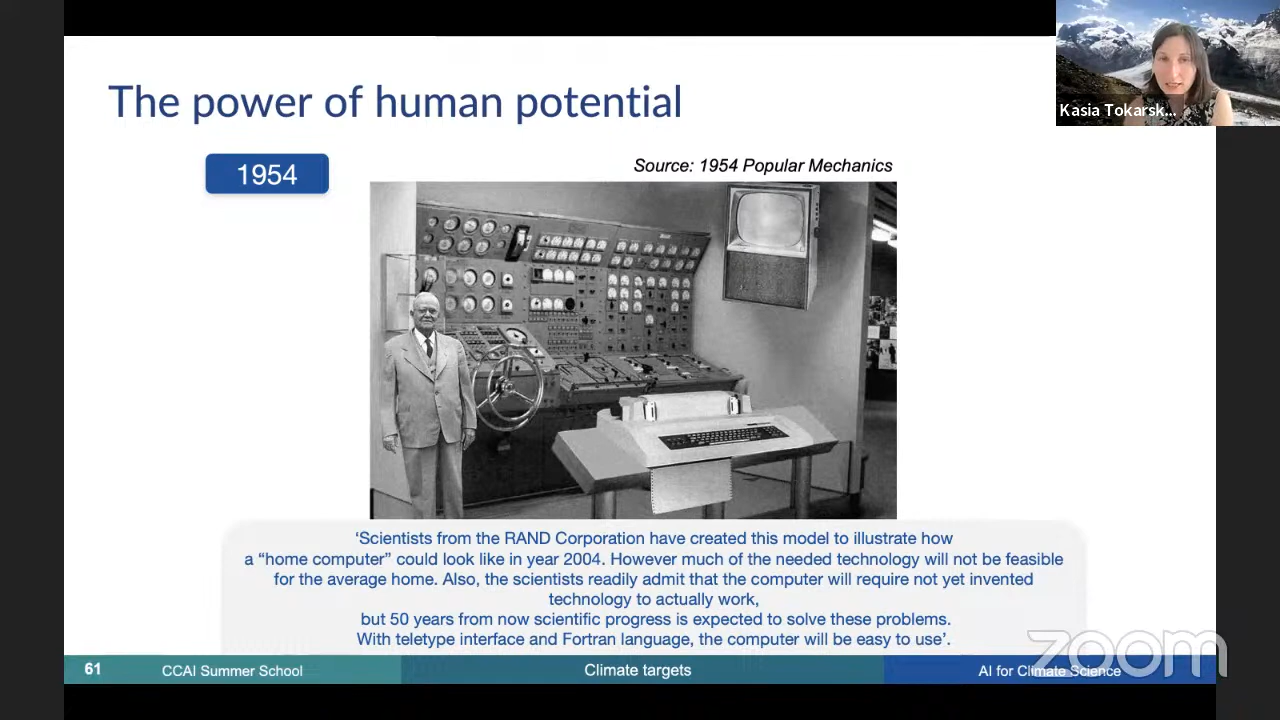 The power of human potential
Kasia Tokarsk...
1954
Source: 1954 Popular Mechanics
‘Scientists from the RAND Corporation have created this model to illustrate how
a “home computer” could look like in year 2004. However much of the needed technology will not be feasible
for the average home. Also, the scientists readily admit that the computer will require not yet invented
technology to actually work,
but 50 years from now scientific progress is expected to solve these problems.
With teletype interface and Fortran language, the computer will be easy to use’.
zoom
61
CCAI Summer School
Climate targets
AI for Climate Science